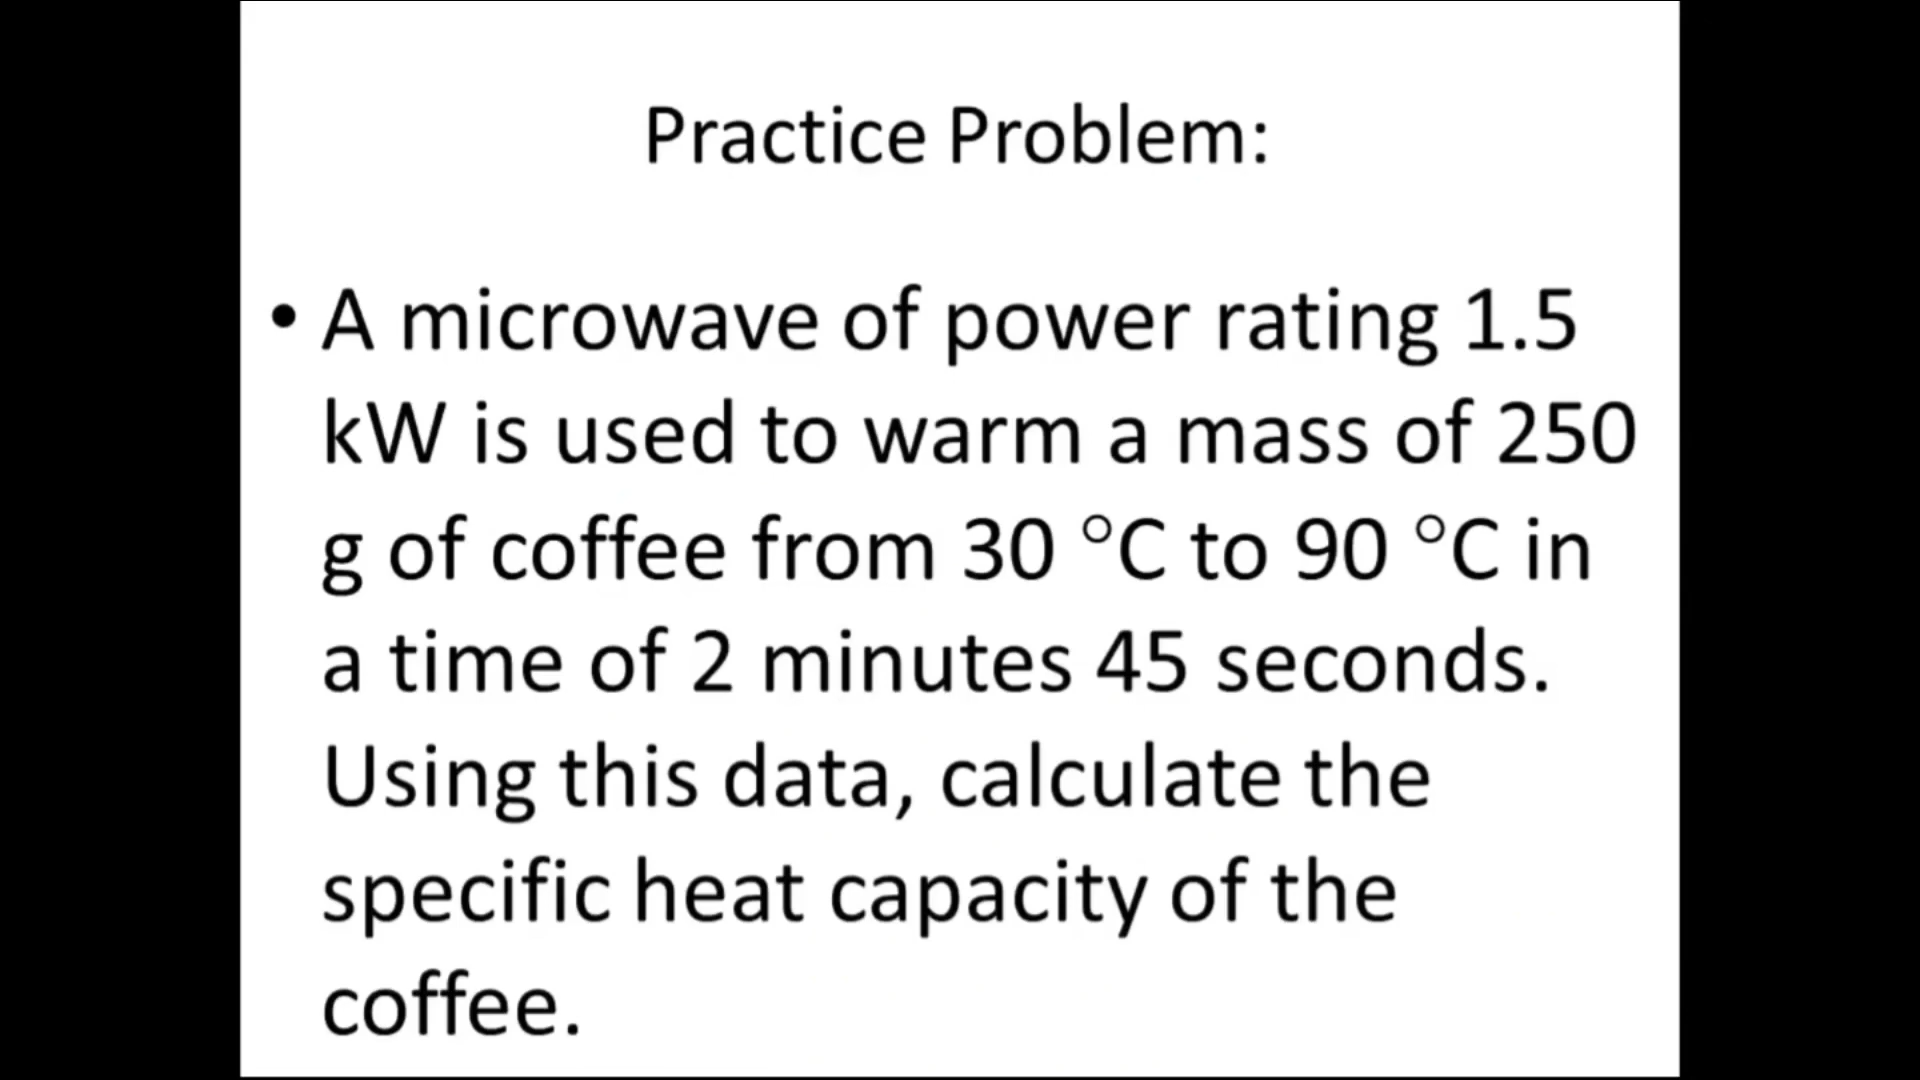 Practice Problem:
• A microwave of power rating 1.5
kW is used to warm a mass of 250
g of coffee from 30 °C to 90 °C in
a time of 2 minutes 45 seconds.
Using this data, calculate the
specific heat capacity of the
coffee.